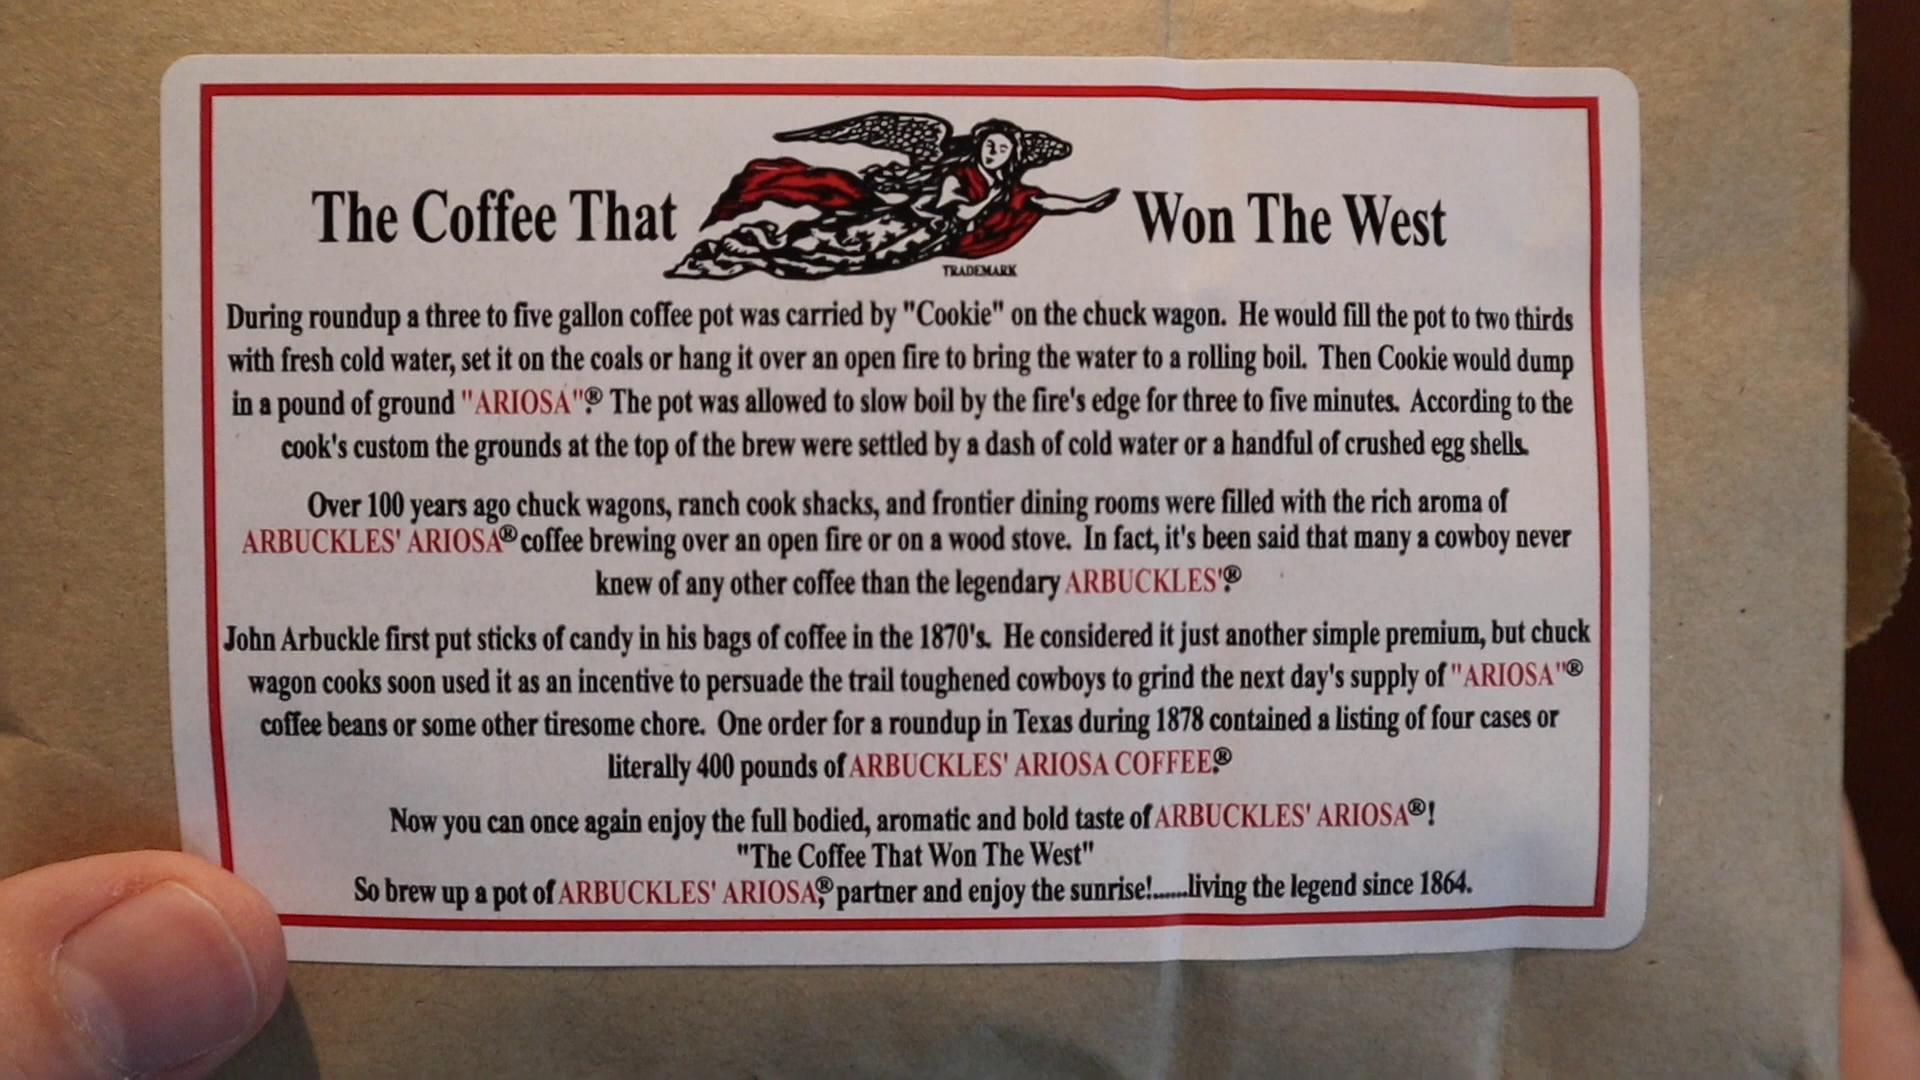 The Coffee That Won The West
TRADEMARK
During roundup a three to five gallon coffee pot was carried by "Cookie" on the chuck wagon. He would fill the pot to two thirds
with fresh cold water, set it on the coals or hang it over an open fire to bring the water to a rolling boil. Then Cookie would dump
in a pound of ground "ARIOSA".® The pot was allowed to slow boil by the fire's edge for three to five minutes. According to the
cook's custom the grounds at the top of the brew were settled by a dash of cold water or a handful of crushed egg shells.
Over 100 years ago chuck wagons, ranch cook shacks, and frontier dining rooms were filled with the rich aroma of
ARBUCKLES' ARIOSA® coffee brewing over an open fire or on a wood stove. In fact, it's been said that many a cowboy never
knew of any other coffee than the legendary ARBUCKLES'.®
John Arbuckle first put sticks of candy in his bags of coffee in the 1870's. He considered it just another simple premium, but chuck
wagon cooks soon used it as an incentive to persuade the trail toughened cowboys to grind the next day's supply of "ARIOSA"®
coffee beans or some other tiresome chore. One order for a roundup in Texas during 1878 contained a listing of four cases or
literally 400 pounds of ARBUCKLES' ARIOSA COFFEE.®
Now you can once again enjoy the full bodied, aromatic and bold taste of ARBUCKLES' ARIOSA®!
"The Coffee That Won The West"
So brew up a pot of ARBUCKLES' ARIOSA,® partner and enjoy the sunrise!......living the legend since 1864.